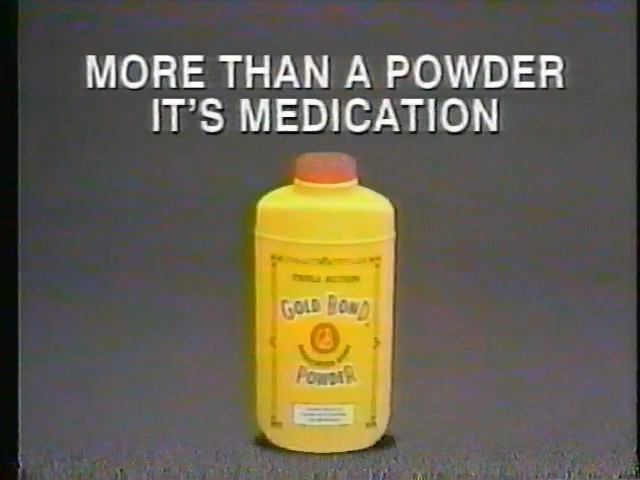 MORE THAN A POWDER
IT'S MEDICATION
TRIPLE ACTION
GOLD BOND
POWDER